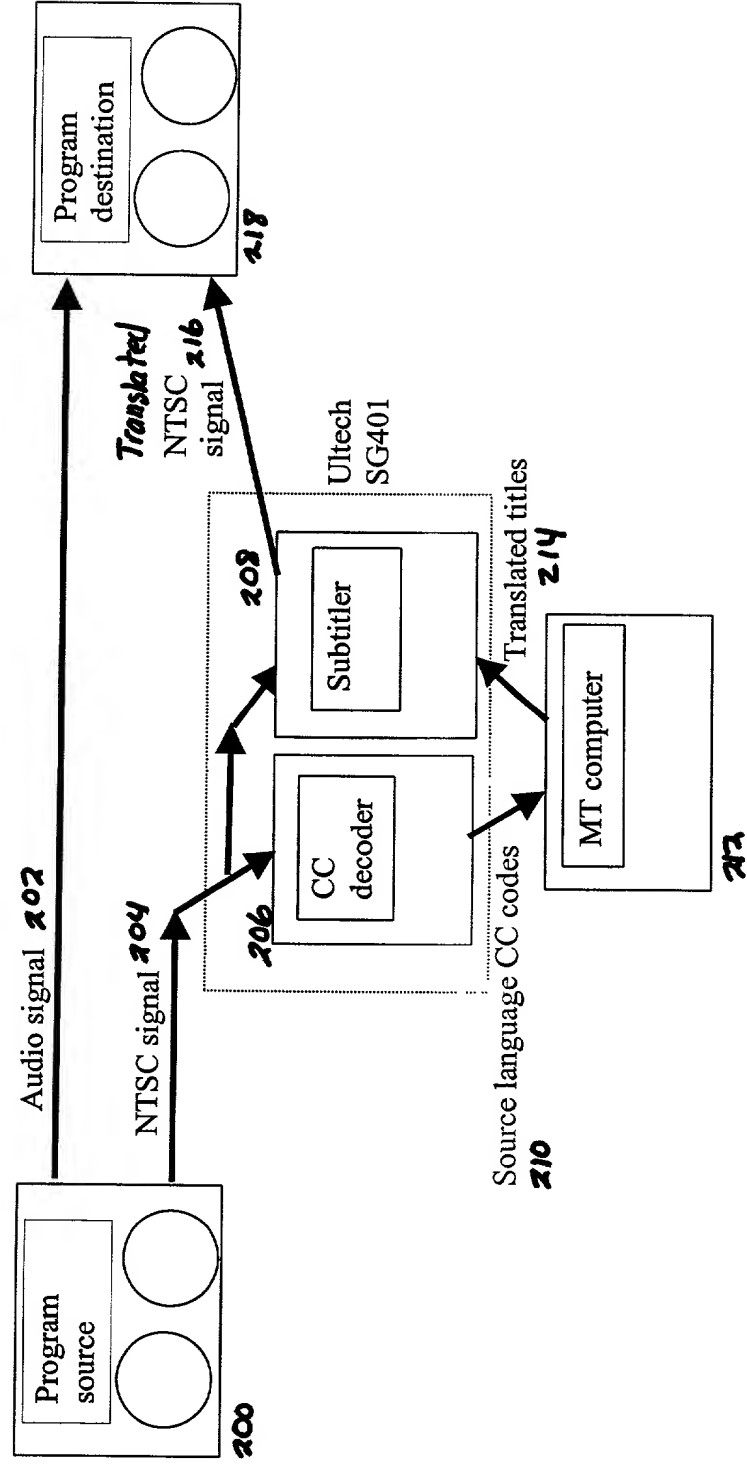 Program
source
200
Audio signal 202
NTSC signal 204
206
CC
decoder
208
Subtitler
Ultech
SG401
Source language CC codes
210
MT computer
212
Translated titles
214
Translated
NTSC 216
signal
Program
destination
218